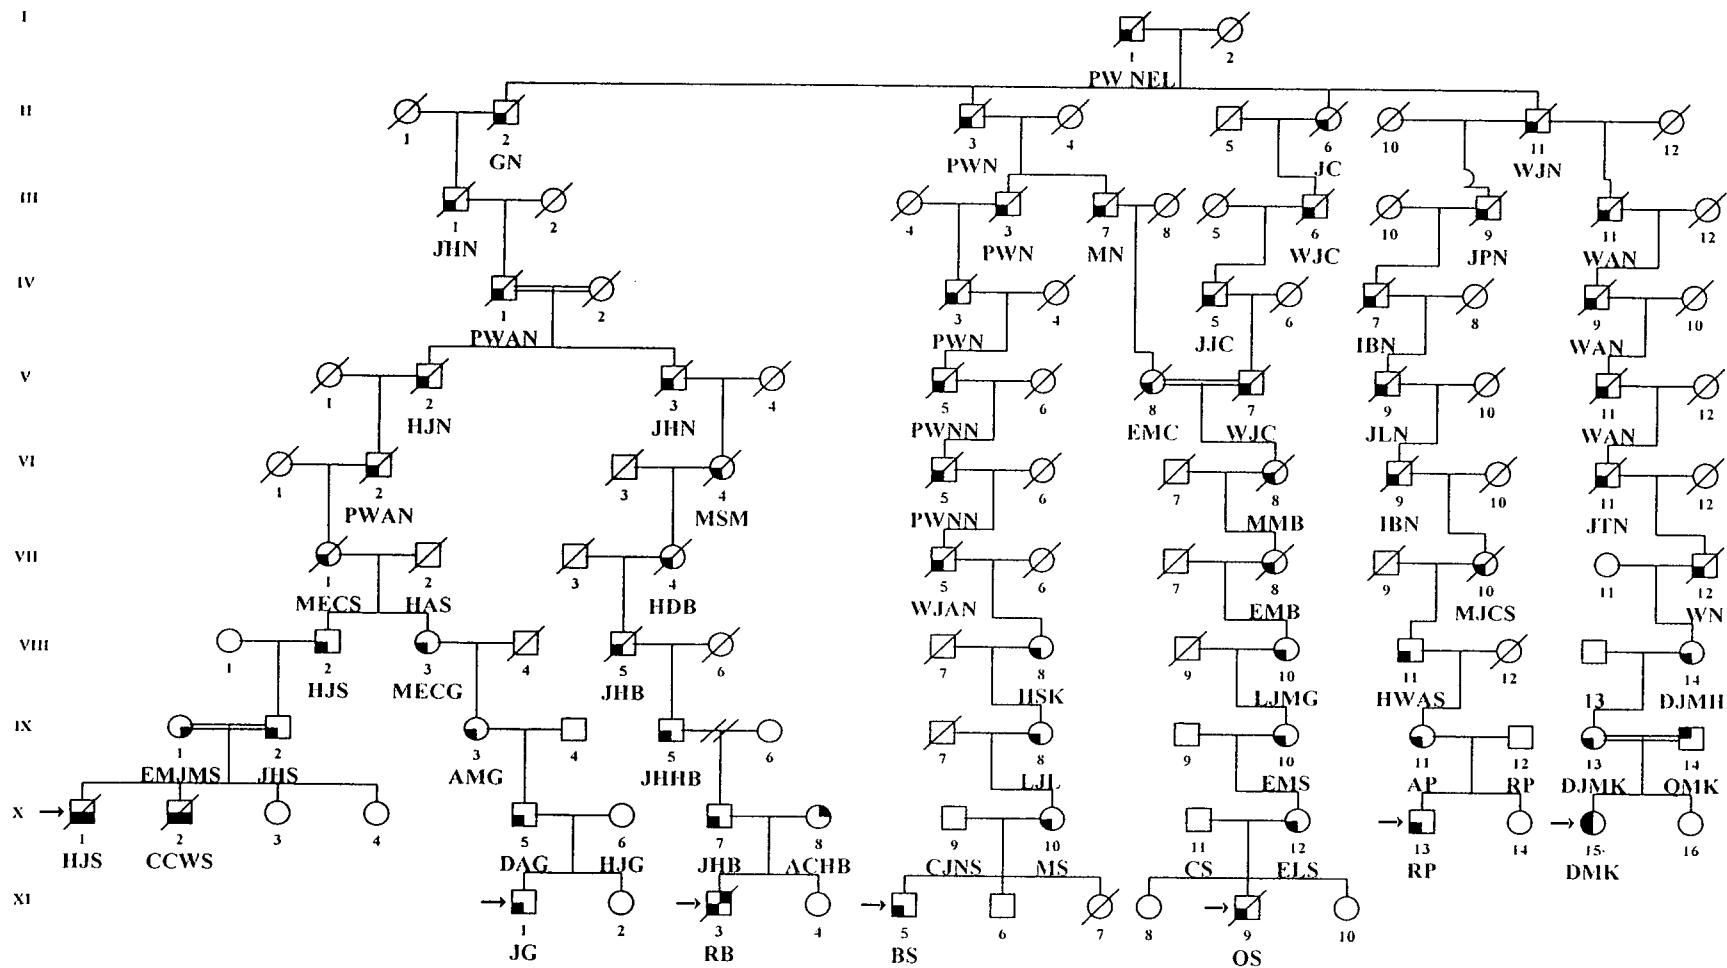 I
1 2
PW NEL
II
1 2 3 4 5 6 10 11 12
GN PWN JC WJN
III
1 2 4 3 7 8 5 6 10 9 11 12
JHN PWN MN WJC JPN WAN
IV
1 2 3 4 5 6 7 8 9 10
PWAN PWN JJC IBN WAN
V
1 2 3 4 5 6 8 7 9 10 11 12
HJN JHN PWNN EMC WJC JLN WAN
VI
1 2 3 4 5 6 7 8 9 10 11 12
PWAN MSM PWNN MMB IBN JTN
VII
1 2 3 4 5 6 7 8 9 10 11 12
MECS HAS HDB WJAN EMB MJCS WN
VIII
1 2 3 4 5 6 7 8 9 10 11 12 13 14
HJS MECG JHB HSK LJMG HWAS DJMH
IX
1 2 3 4 5 6 7 8 9 10 11 12 13 14
EMJMS JHS AMG JHHB LJL EMS AP RP DJMK OMK
X
1 2 3 4 5 6 7 8 9 10 11 12 13 14 15 16
HJS CCWS DAG HJG JHB ACHB CJNS MS CS ELS RP DMK
XI
1 2 3 4 5 6 7 8 9 10
JG RB BS OS